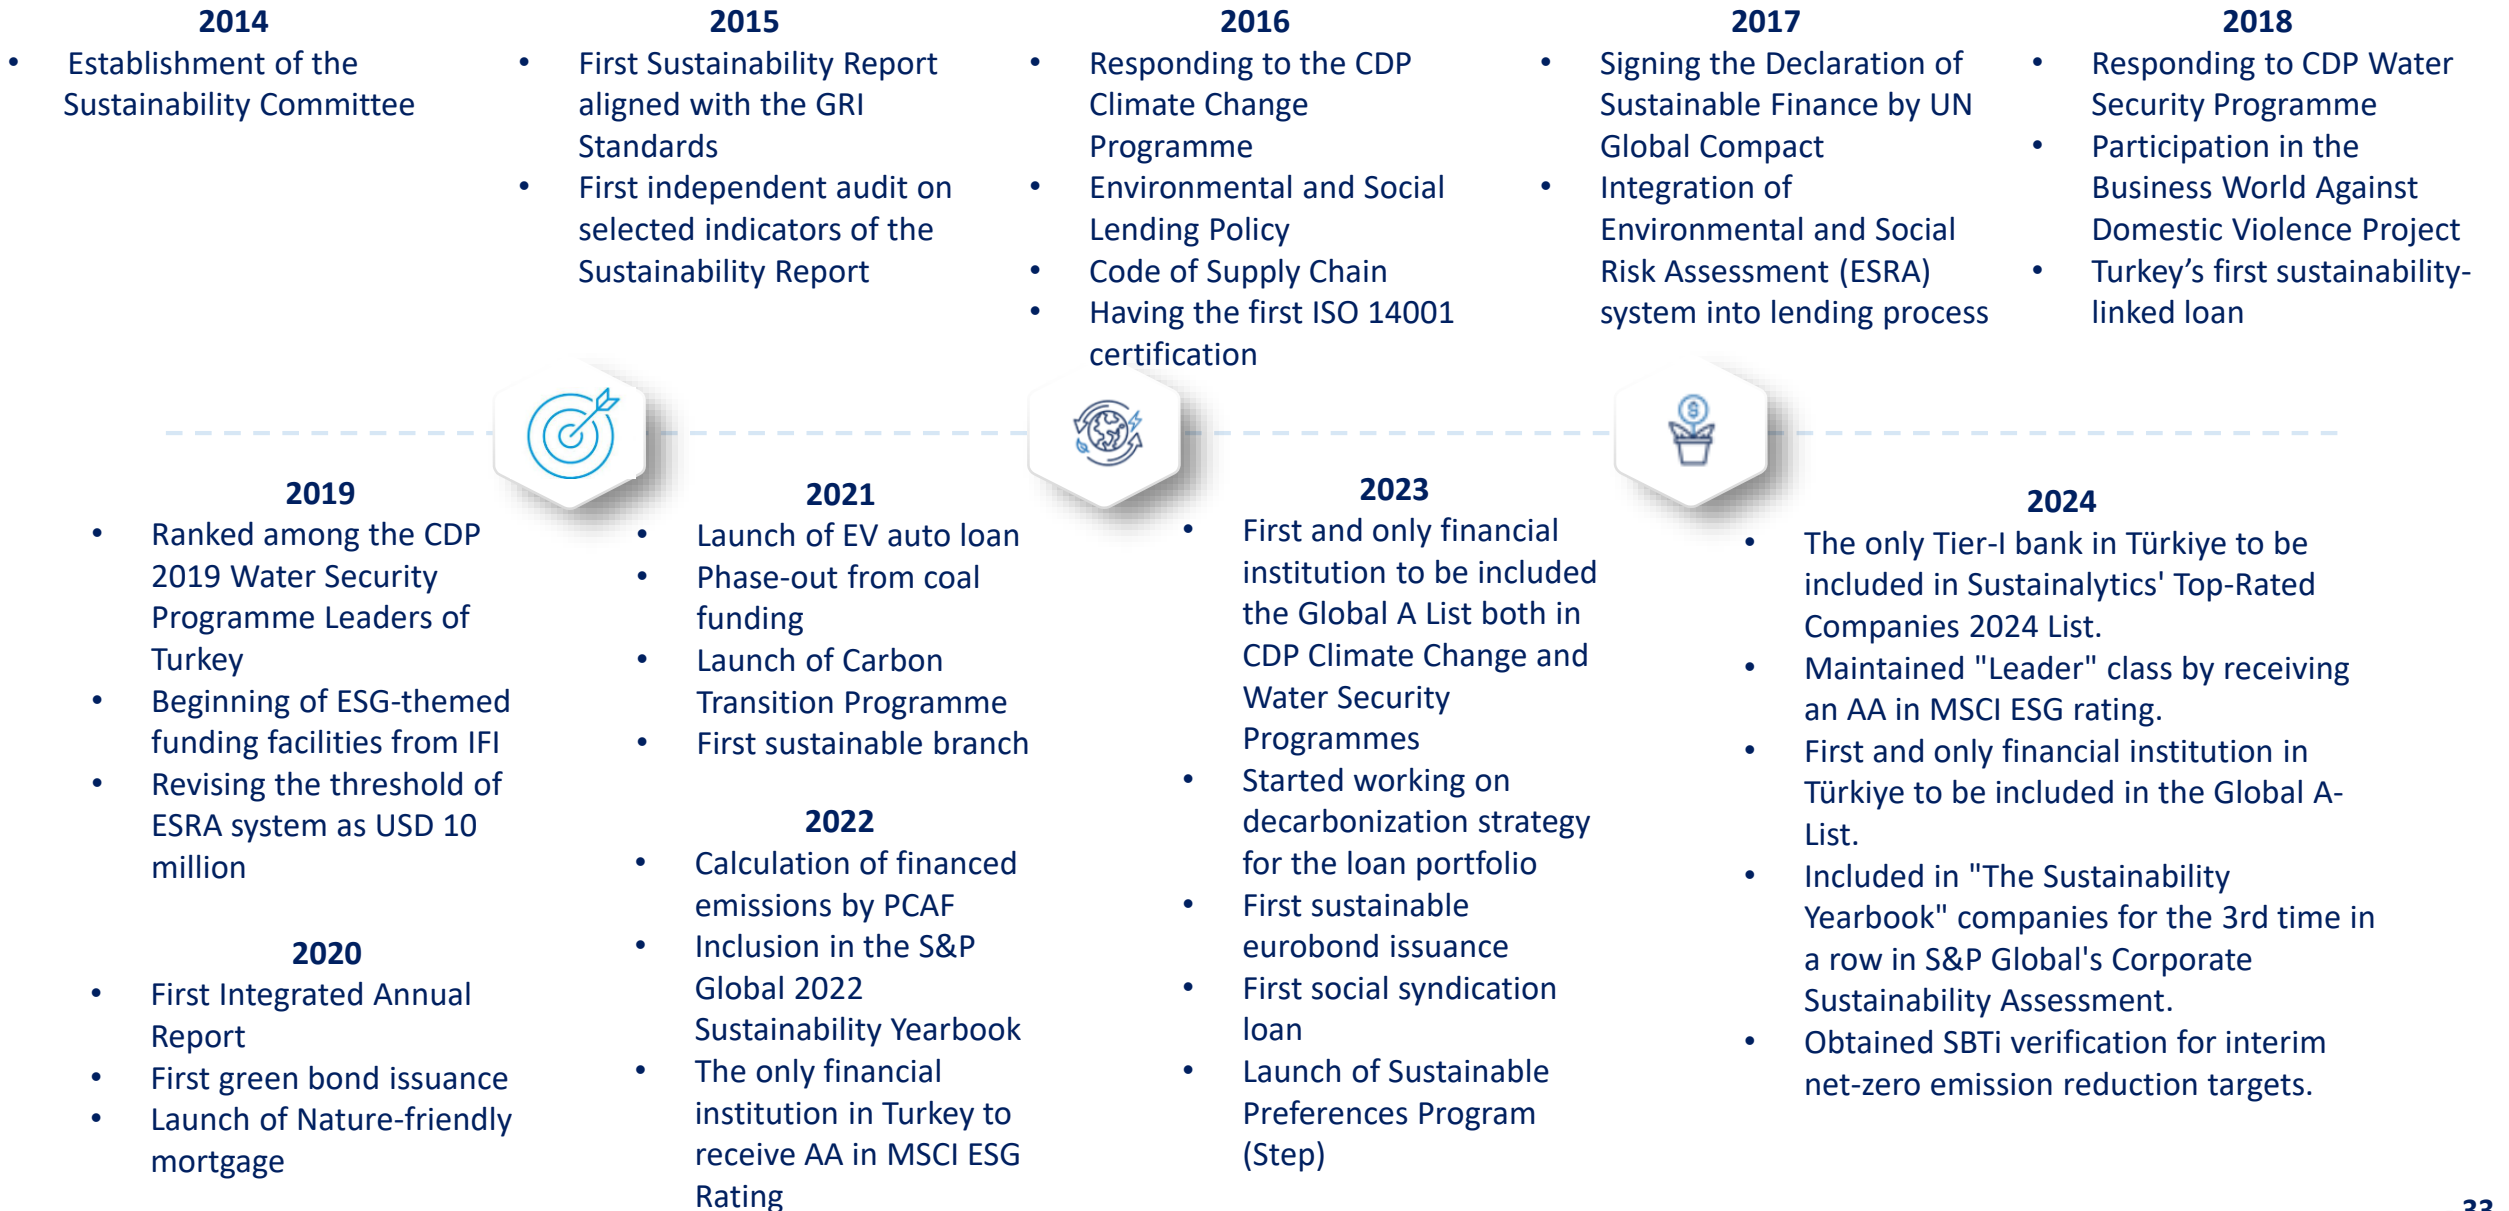 2014
• Establishment of the
Sustainability Committee
2015
• First Sustainability Report
aligned with the GRI
Standards
• First independent audit on
selected indicators of the
Sustainability Report
2016
• Responding to the CDP
Climate Change
Programme
• Environmental and Social
Lending Policy
• Code of Supply Chain
• Having the first ISO 14001
certification
2017
• Signing the Declaration of
Sustainable Finance by UN
Global Compact
• Integration of
Environmental and Social
Risk Assessment (ESRA)
system into lending process
2018
• Responding to CDP Water
Security Programme
• Participation in the
Business World Against
Domestic Violence Project
• Turkey’s first sustainability-
linked loan
2019
• Ranked among the CDP
2019 Water Security
Programme Leaders of
Turkey
• Beginning of ESG-themed
funding facilities from IFI
• Revising the threshold of
ESRA system as USD 10
million
2020
• First Integrated Annual
Report
• First green bond issuance
• Launch of Nature-friendly
mortgage
2021
• Launch of EV auto loan
• Phase-out from coal
funding
• Launch of Carbon
Transition Programme
• First sustainable branch
2022
• Calculation of financed
emissions by PCAF
• Inclusion in the S&P
Global 2022
Sustainability Yearbook
• The only financial
institution in Turkey to
receive AA in MSCI ESG
Rating
2023
• First and only financial
institution to be included
the Global A List both in
CDP Climate Change and
Water Security
Programmes
• Started working on
decarbonization strategy
for the loan portfolio
• First sustainable
eurobond issuance
• First social syndication
loan
• Launch of Sustainable
Preferences Program
(Step)
2024
• The only Tier-I bank in Türkiye to be
included in Sustainalytics' Top-Rated
Companies 2024 List.
• Maintained "Leader" class by receiving
an AA in MSCI ESG rating.
• First and only financial institution in
Türkiye to be included in the Global A-
List.
• Included in "The Sustainability
Yearbook" companies for the 3rd time in
a row in S&P Global's Corporate
Sustainability Assessment.
• Obtained SBTi verification for interim
net-zero emission reduction targets.
33